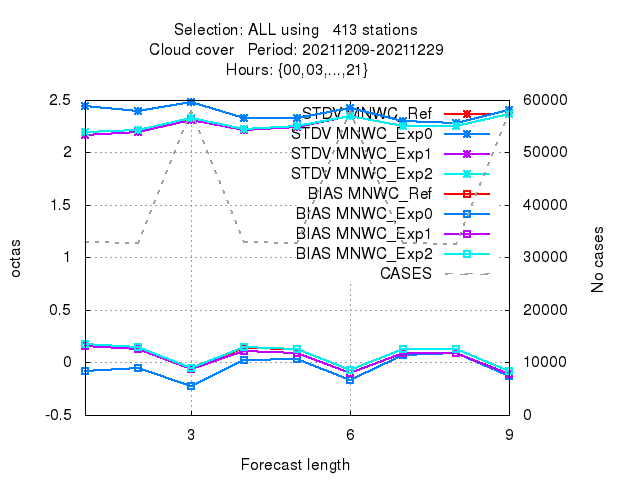 Selection: ALL using   413 stations
Cloud cover   Period: 20211209-20211229
Hours: {00,03,...,21}
2.5
2
1.5
1
0.5
0
-0.5
60000
50000
40000
30000
20000
10000
0
STDV MNWC_Ref
STDV MNWC_Exp0
STDV MNWC_Exp1
STDV MNWC_Exp2
BIAS MNWC_Ref
BIAS MNWC_Exp0
BIAS MNWC_Exp1
BIAS MNWC_Exp2
CASES
octas
No cases
3 6 9
Forecast length